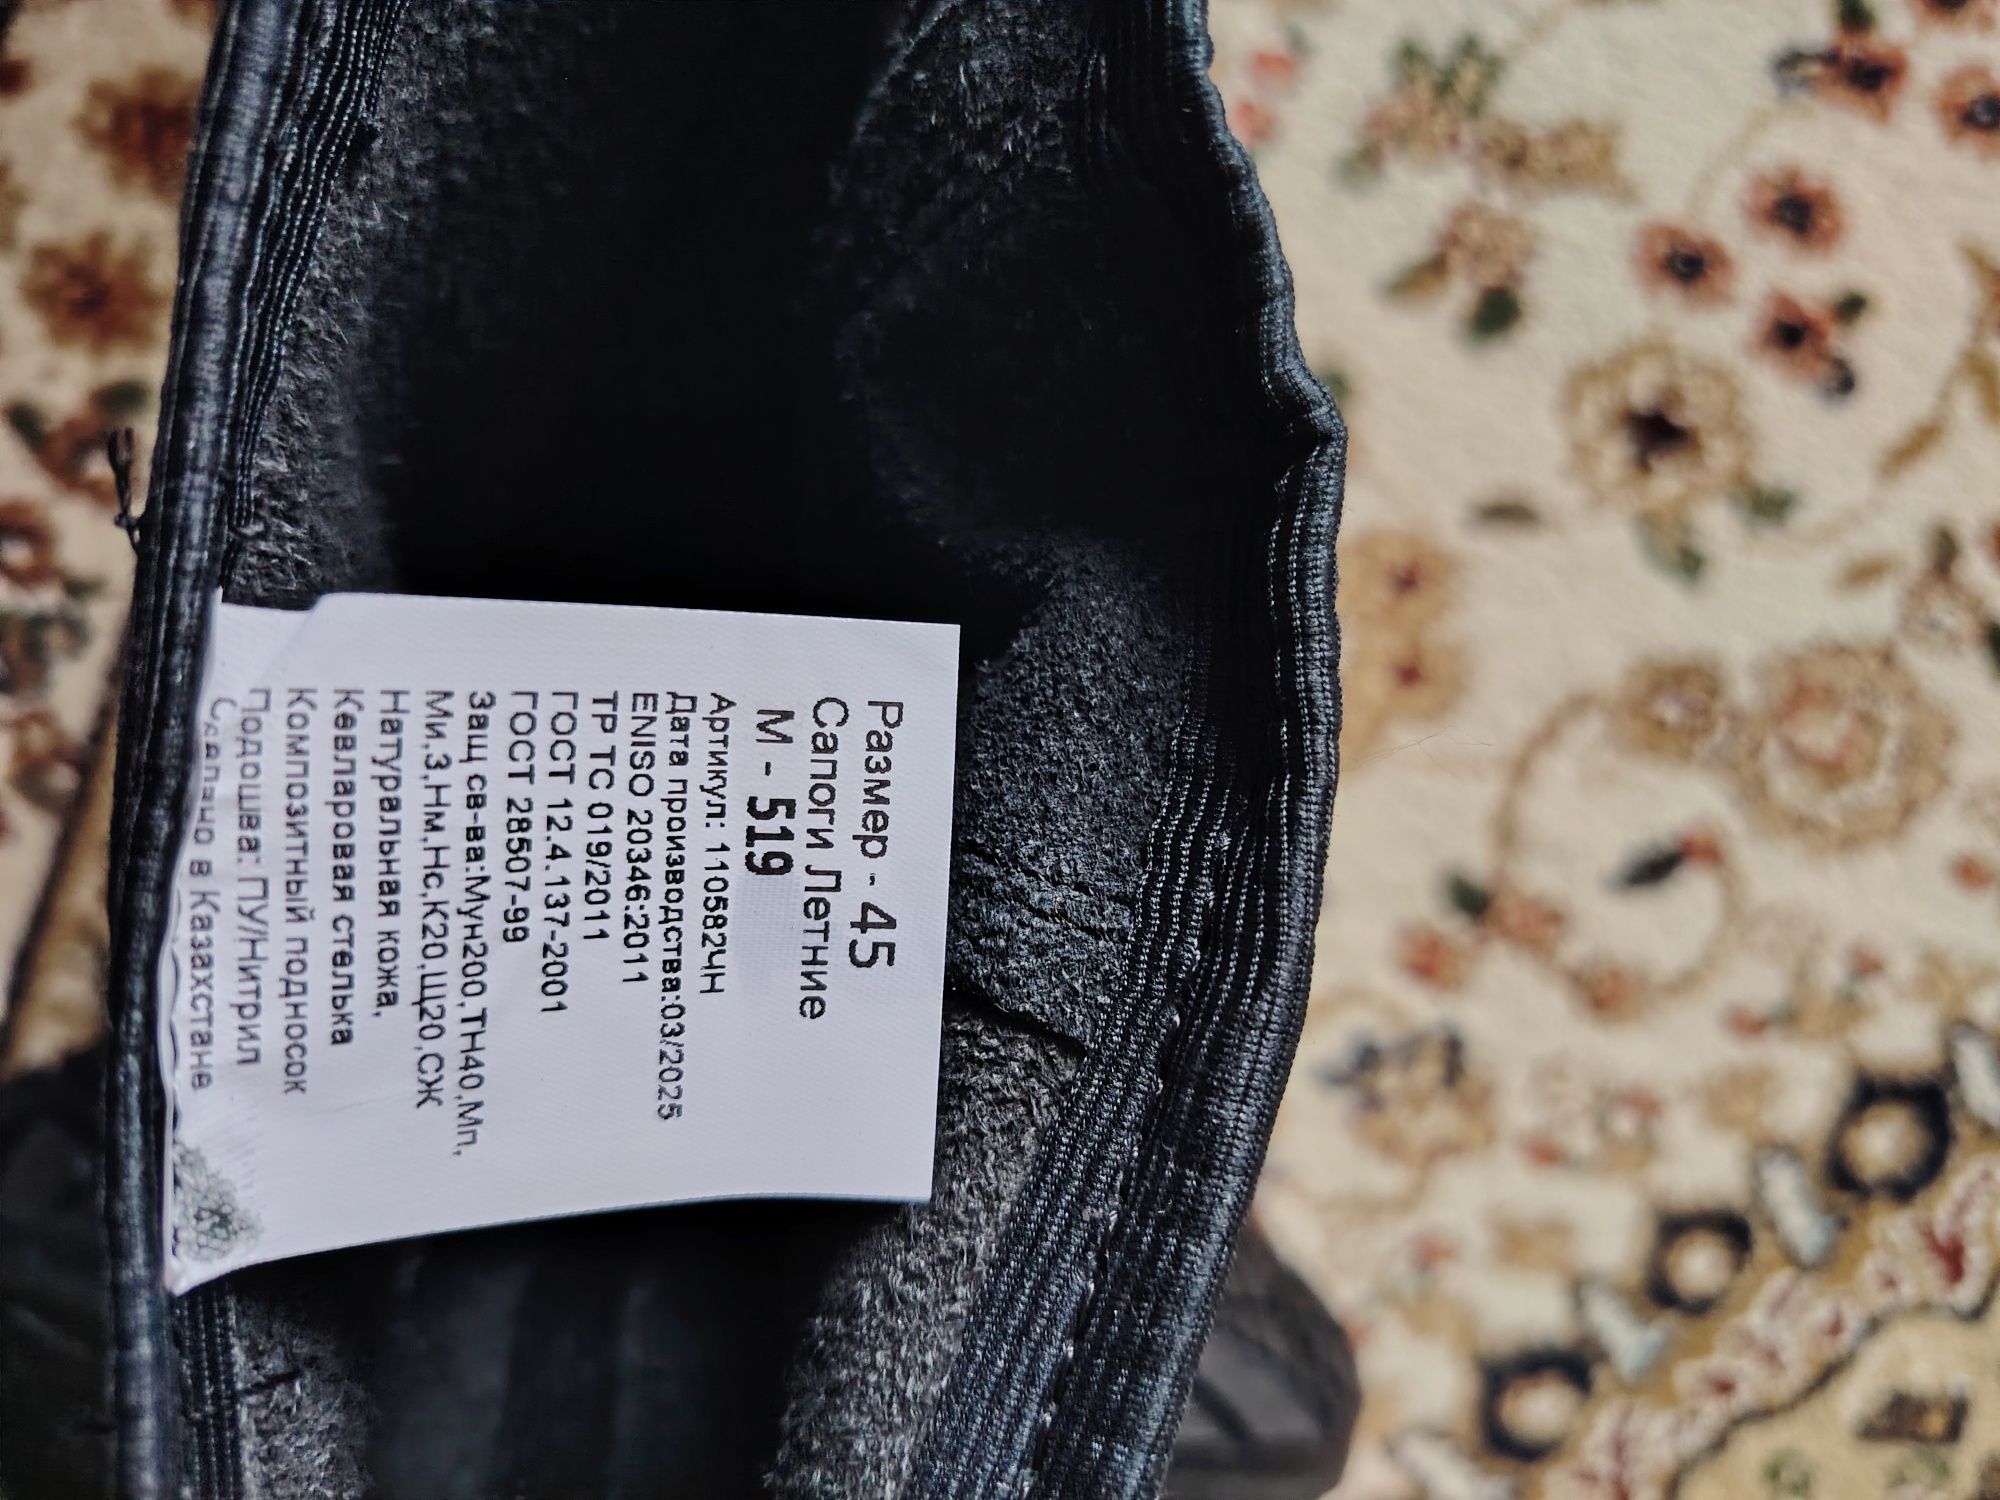 Размер - 45
Сапоги Летние
М - 519
Артикул: 110582ЧН
Дата производства:03/2025
ENISO 20346:2011
ТР ТС 019/2011
ГОСТ 12.4.137-2001
ГОСТ 28507-99
Защ св-ва:Мун200,ТН40,Мп,
Ми,З,Нм,Нс,К20,Щ20,СЖ
Натуральная кожа,
Кевларовая стелька
Композитный подносок
Подошва: ПУ/Нитрил
Сделано в Казахстане